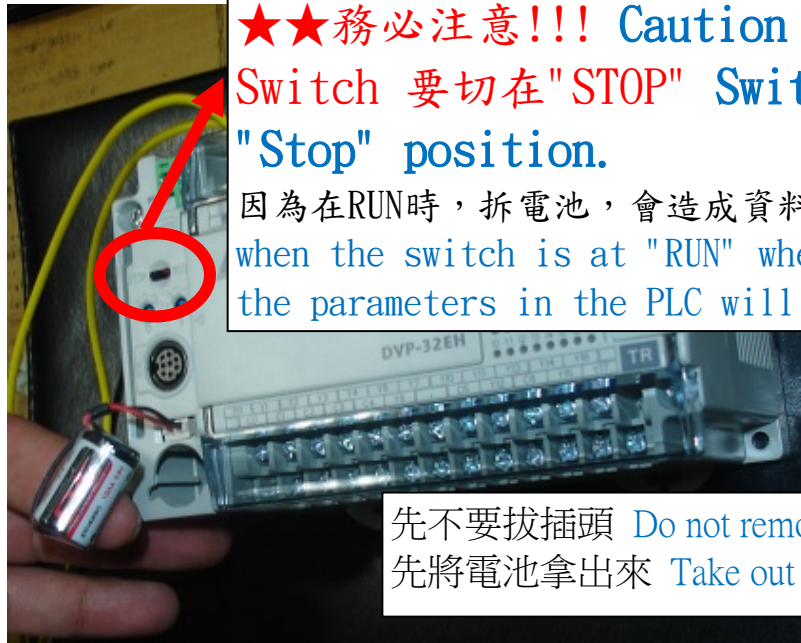 ★★務必注意!!! Caution
Switch 要切在"STOP" Swit
"Stop" position.
因為在RUN時，拆電池，會造成資料
when the switch is at "RUN" whe
the parameters in the PLC will
DVP-32EH
TR
先不要拔插頭 Do not remo
先將電池拿出來 Take out